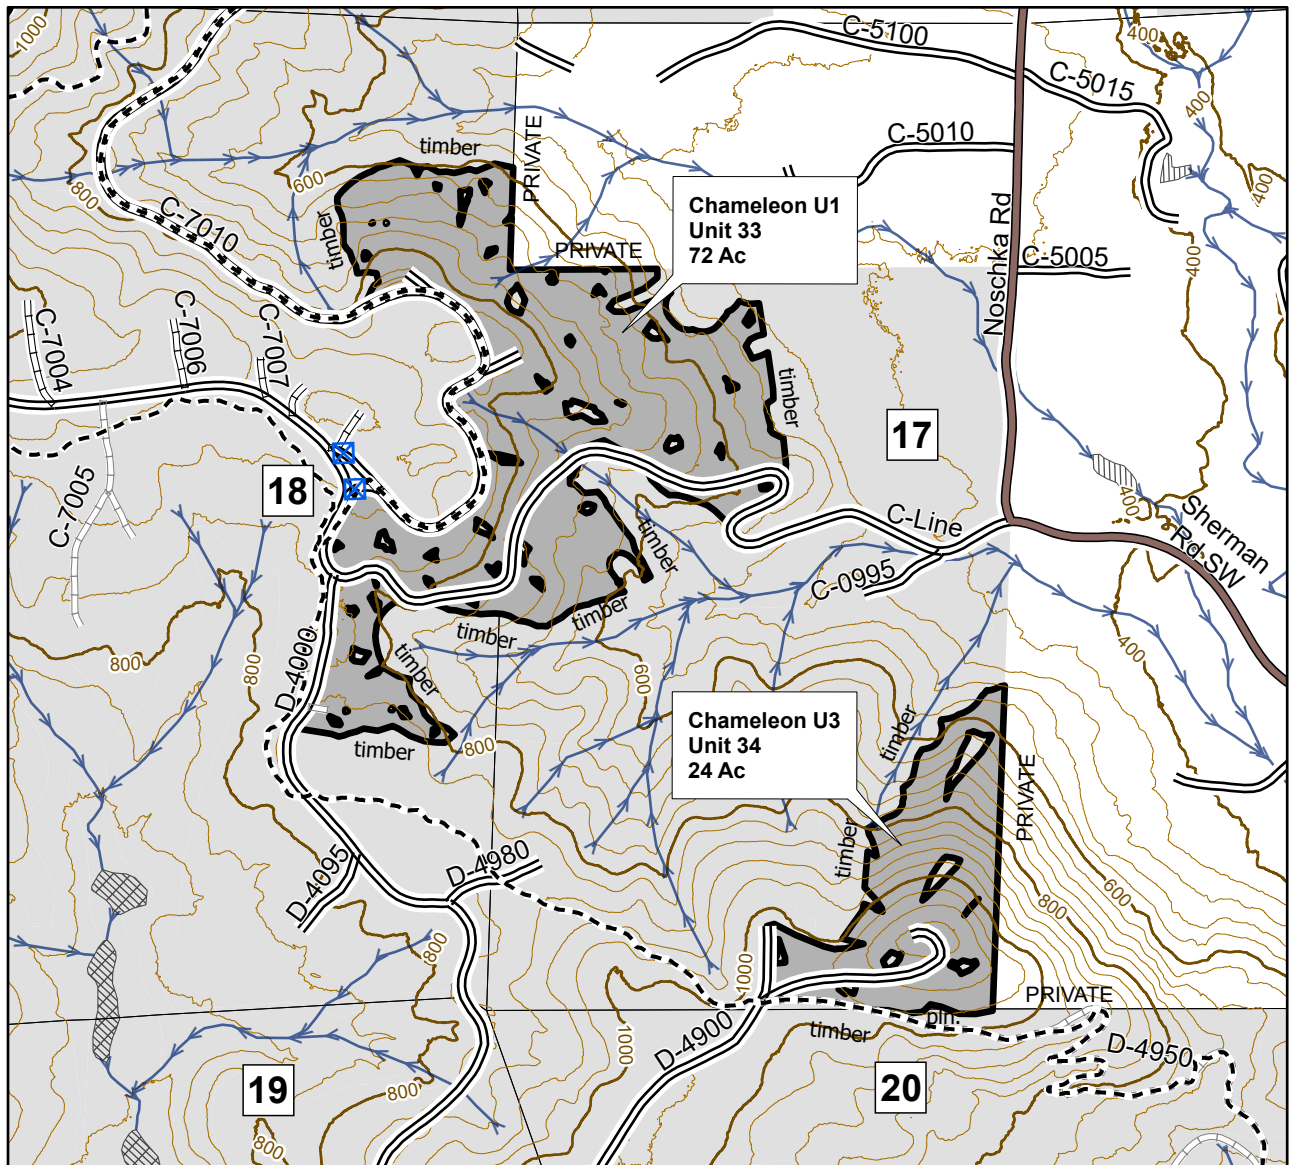 1000
C-5100
400
C-5015
400
timber
PRIVATE
C-5010
600
800
400
C-7010
timber
Chameleon U1
Unit 33
72 Ac
PRIVATE
Noschka Rd
C-5005
400
C-7004
C-7006
C-7007
timber
17
C-7005
18
400
C-Line
Sherman
Rd SW
timber
C-0995
timber
timber
800
800
D-4000
timber
600
400
timber
800
Chameleon U3
Unit 34
24 Ac
timber
PRIVATE
timber
D-4095
D-4980
600
800
800
1000
PRIVATE
pln.
timber
1000
D-4900
D-4950
19
800
20
800